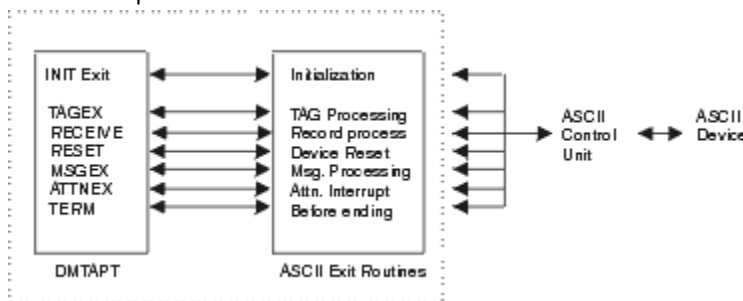 INIT Exit
Initialization
TAGEX
RECEIVE
RESET
MSGEX
ATTNEX
TERM
TAG Processing
Record process
Device Reset
Msg. Processing
Attn. Interrupt
Before ending
ASCII
Control
Unit
ASCII
Device
DMTAPT
ASCII Exit Routines